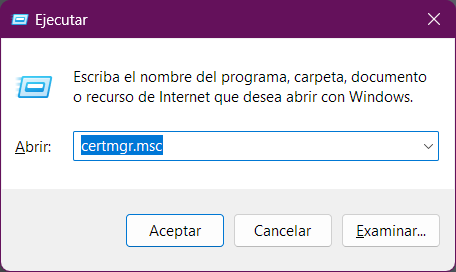 Ejecutar
Escriba el nombre del programa, carpeta, documento
o recurso de Internet que desea abrir con Windows.
Abrir:
certmgr.msc
Aceptar
Cancelar
Examinar...